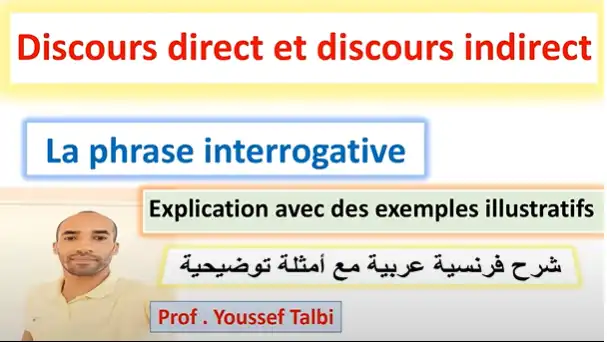 Discours direct et discours indirect
La phrase interrogative
Explication avec des exemples illustratifs
شرح فرنسية عربية مع أمثلة توضيحية
Prof . Youssef Talbi